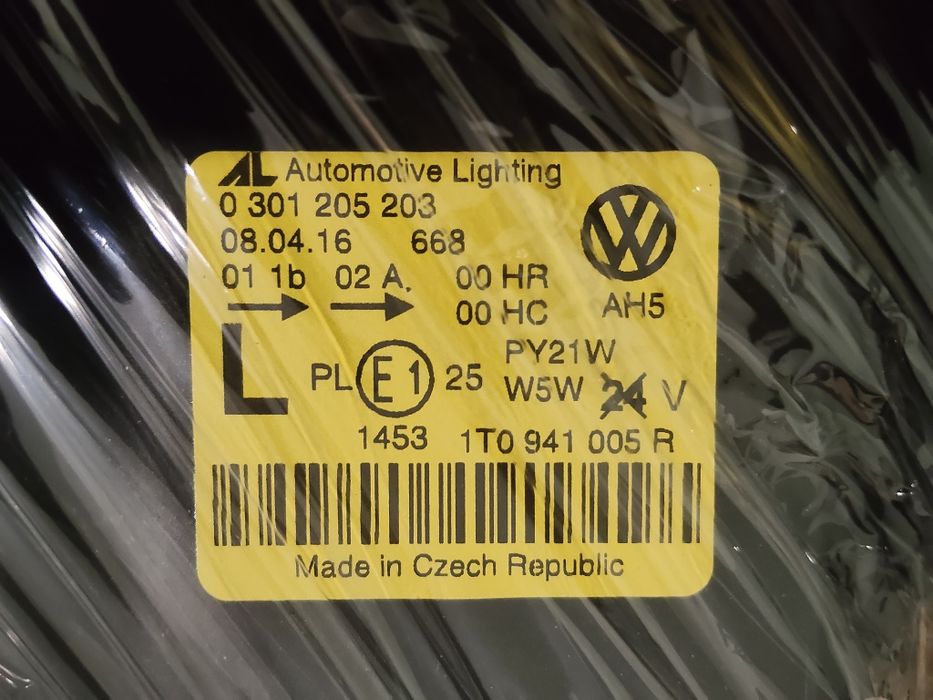 AL Automotive Lighting
0 301 205 203
08.04.16 668
01 1b 02 A. 00 HR
00 HC
AH5
L
PL E1 25
PY21W
W5W 24 V
1453 1T0 941 005 R
Made in Czech Republic